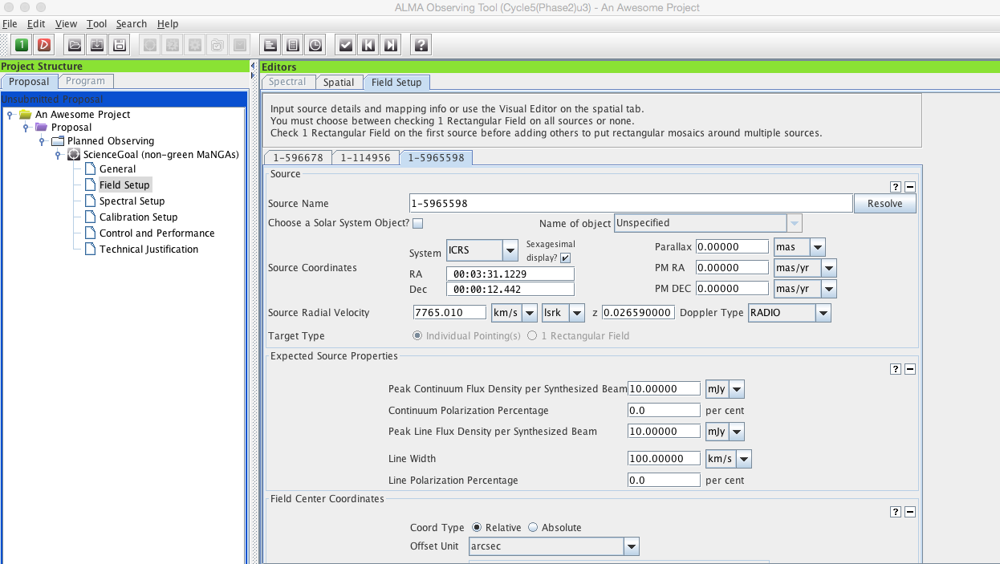 ALMA Observing Tool (Cycle5(Phase2)u3) - An Awesome Project
File Edit View Tool Search Help
1 D ?
Project Structure
Proposal Program
Unsubmitted Proposal
An Awesome Project
Proposal
Planned Observing
ScienceGoal (non-green MaNGAs)
General
Field Setup
Spectral Setup
Calibration Setup
Control and Performance
Technical Justification
Editors
Spectral Spatial Field Setup
Input source details and mapping info or use the Visual Editor on the spatial tab.
You must choose between checking 1 Rectangular Field on all sources or none.
Check 1 Rectangular Field on the first source before adding others to put rectangular mosaics around multiple sources.
1-596678 1-114956 1-5965598
Source
? −
Source Name 1-5965598 Resolve
Choose a Solar System Object? Name of object Unspecified
Source Coordinates
System ICRS Sexagesimal display?
RA 00:03:31.1229
Dec 00:00:12.442
Parallax 0.00000 mas
PM RA 0.00000 mas/yr
PM DEC 0.00000 mas/yr
Source Radial Velocity 7765.010 km/s lsrk z 0.026590000 Doppler Type RADIO
Target Type Individual Pointing(s) 1 Rectangular Field
Expected Source Properties
? −
Peak Continuum Flux Density per Synthesized Beam 10.00000 mJy
Continuum Polarization Percentage 0.0 per cent
Peak Line Flux Density per Synthesized Beam 10.00000 mJy
Line Width 100.00000 km/s
Line Polarization Percentage 0.0 per cent
Field Center Coordinates
? −
Coord Type Relative Absolute
Offset Unit arcsec